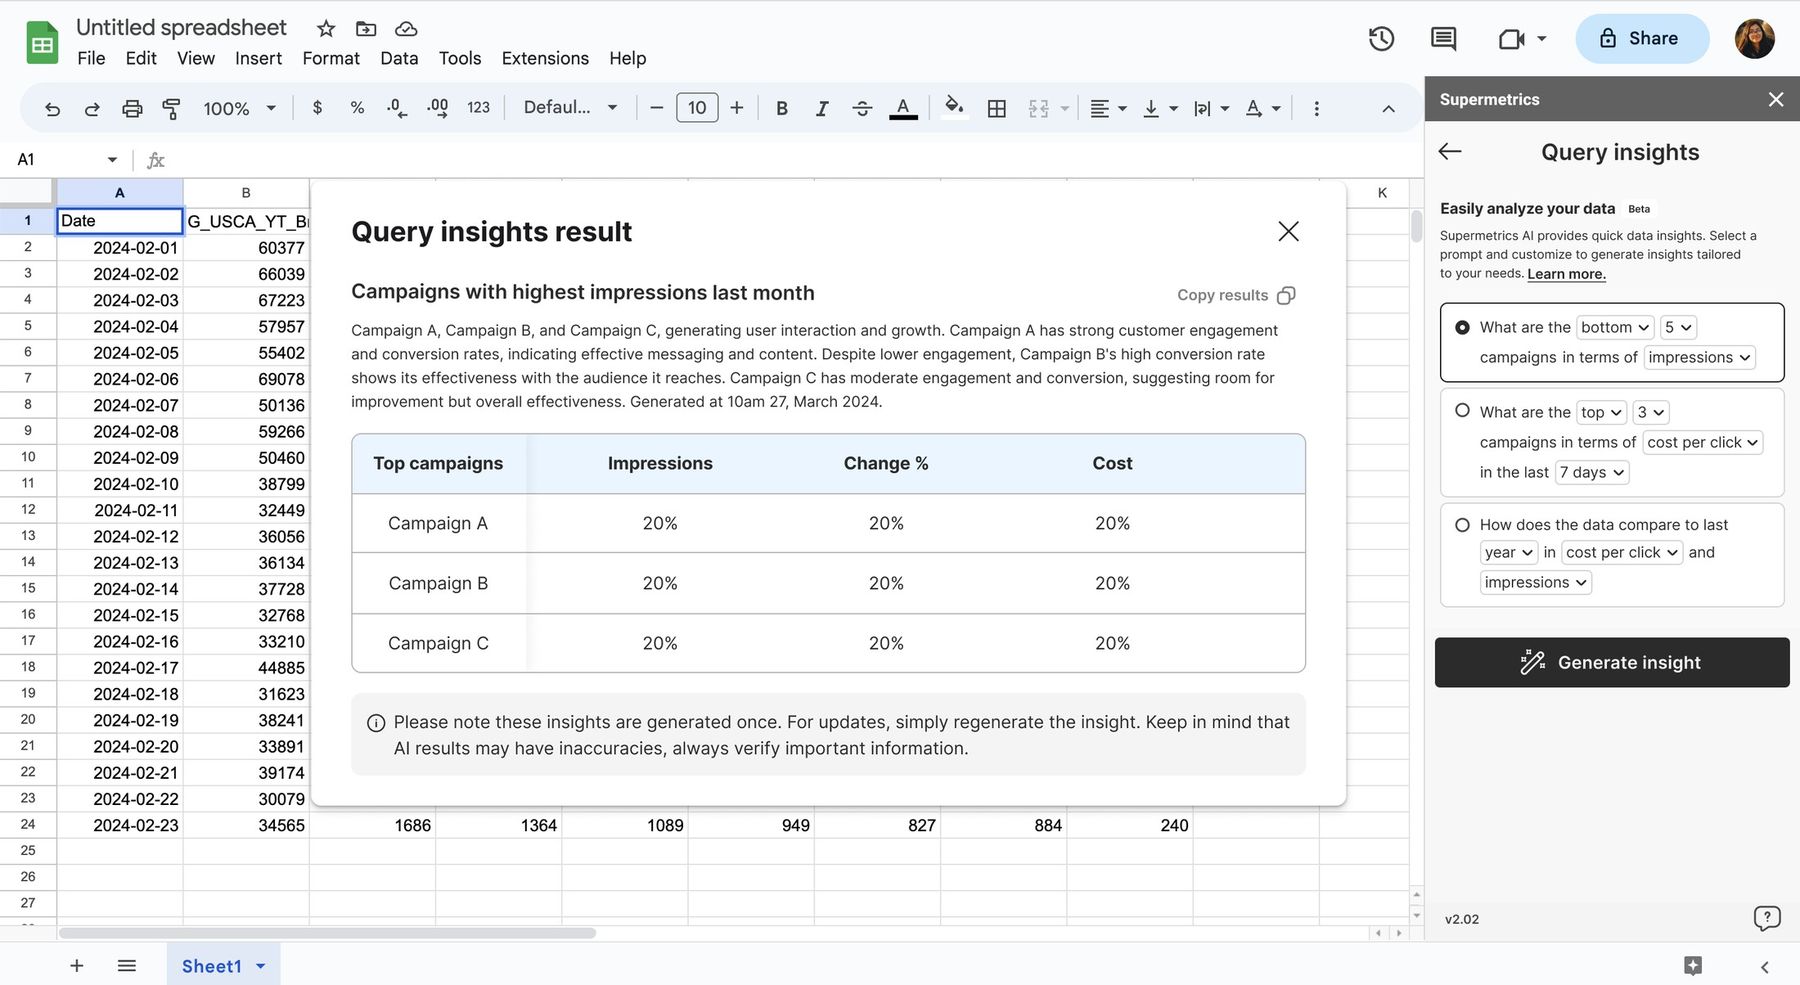 Untitled spreadsheet
File Edit View Insert Format Data Tools Extensions Help
Share
100% $ % .0 .00 123 Defaul... 10 B I A A
A1 fx
A B K
1 Date G_USCA_YT_B
2 2024-02-01 60377
3 2024-02-02 66039
4 2024-02-03 67223
5 2024-02-04 57957
6 2024-02-05 55402
7 2024-02-06 69078
8 2024-02-07 50136
9 2024-02-08 59266
10 2024-02-09 50460
11 2024-02-10 38799
12 2024-02-11 32449
13 2024-02-12 36056
14 2024-02-13 36134
15 2024-02-14 37728
16 2024-02-15 32768
17 2024-02-16 33210
18 2024-02-17 44885
19 2024-02-18 31623
20 2024-02-19 38241
21 2024-02-20 33891
22 2024-02-21 39174
23 2024-02-22 30079
24 2024-02-23 34565 1686 1364 1089 949 827 884 240
25
26
27
Query insights result
Campaigns with highest impressions last month
Copy results
Campaign A, Campaign B, and Campaign C, generating user interaction and growth. Campaign A has strong customer engagement
and conversion rates, indicating effective messaging and content. Despite lower engagement, Campaign B's high conversion rate
shows its effectiveness with the audience it reaches. Campaign C has moderate engagement and conversion, suggesting room for
improvement but overall effectiveness. Generated at 10am 27, March 2024.
Top campaigns Impressions Change % Cost
Campaign A 20% 20% 20%
Campaign B 20% 20% 20%
Campaign C 20% 20% 20%
Please note these insights are generated once. For updates, simply regenerate the insight. Keep in mind that
AI results may have inaccuracies, always verify important information.
Supermetrics
Query insights
Easily analyze your data Beta
Supermetrics AI provides quick data insights. Select a
prompt and customize to generate insights tailored
to your needs. Learn more.
What are the bottom 5
campaigns in terms of impressions
What are the top 3
campaigns in terms of cost per click
in the last 7 days
How does the data compare to last
year in cost per click and
impressions
Generate insight
v2.02
Sheet1